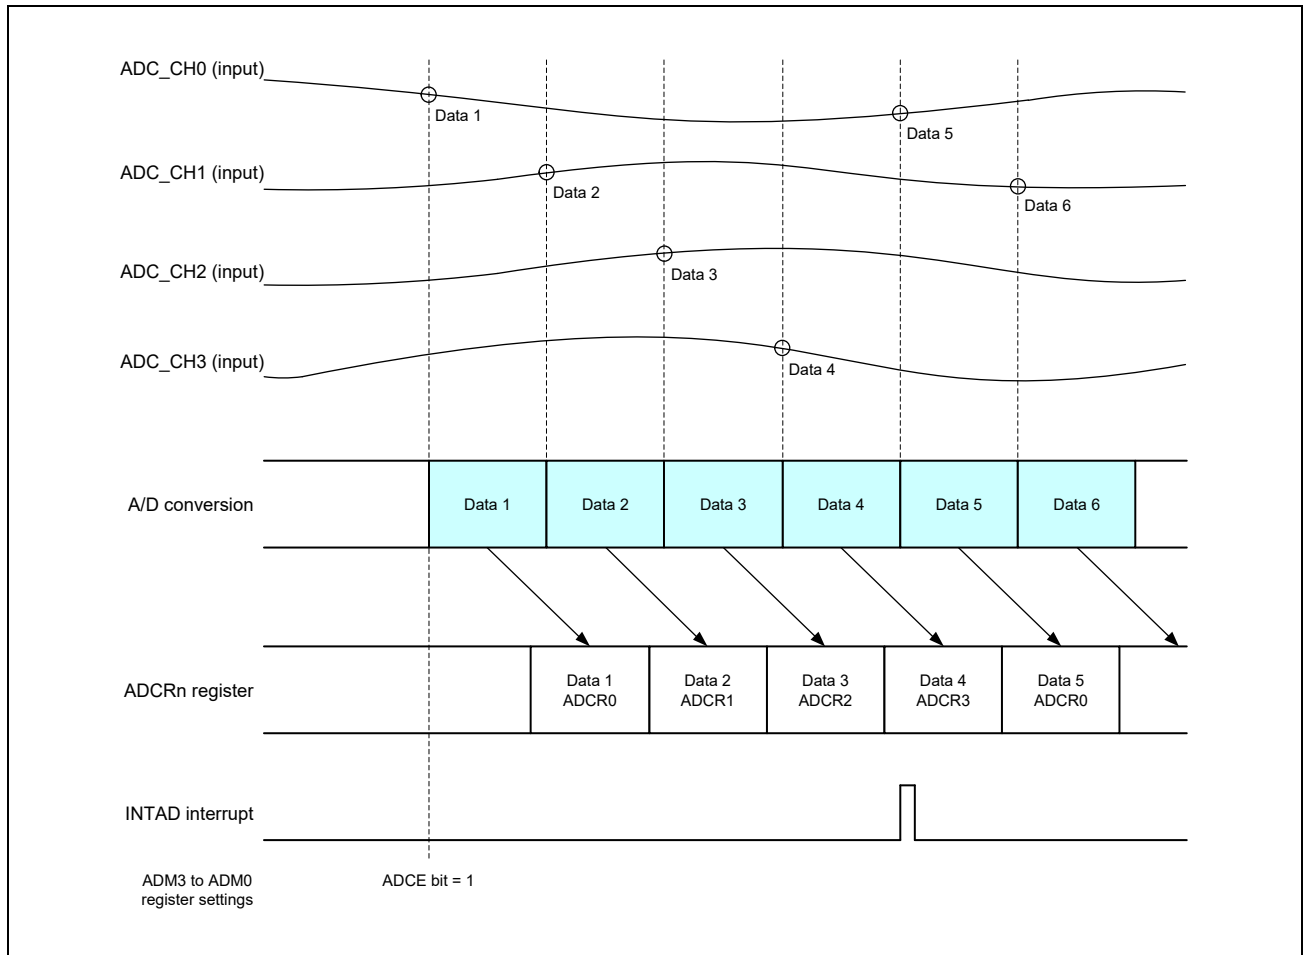 ADC_CH0 (input)
Data 1
Data 5
ADC_CH1 (input)
Data 2
Data 6
ADC_CH2 (input)
Data 3
ADC_CH3 (input)
Data 4
A/D conversion
Data 1
Data 2
Data 3
Data 4
Data 5
Data 6
ADCRn register
Data 1
ADCR0
Data 2
ADCR1
Data 3
ADCR2
Data 4
ADCR3
Data 5
ADCR0
INTAD interrupt
ADM3 to ADM0
register settings
ADCE bit = 1